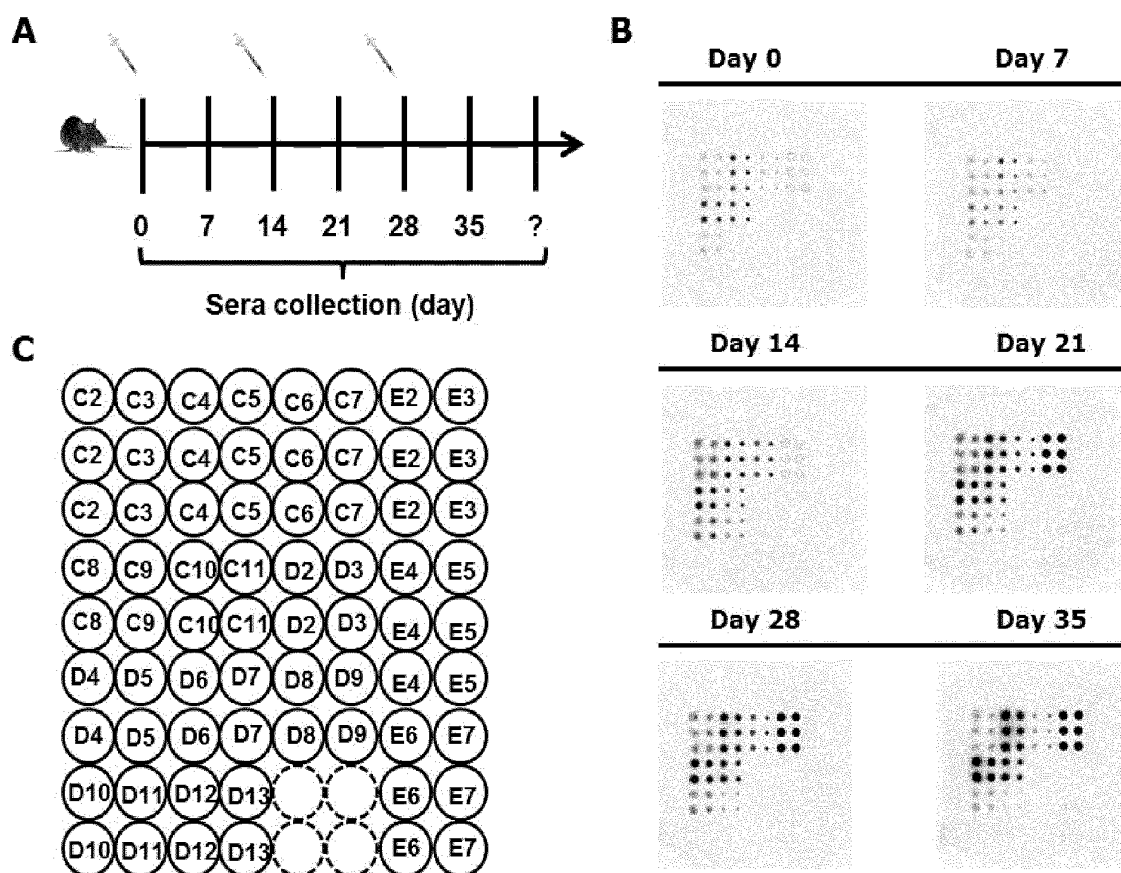 A
0 7 14 21 28 35 ?
Sera collection (day)
B
Day 0 Day 7
Day 14 Day 21
Day 28 Day 35
C
C2 C3 C4 C5 C6 C7 E2 E3
C2 C3 C4 C5 C6 C7 E2 E3
C2 C3 C4 C5 C6 C7 E2 E3
C8 C9 C10 C11 D2 D3 E4 E5
C8 C9 C10 C11 D2 D3 E4 E5
D4 D5 D6 D7 D8 D9 E4 E5
D4 D5 D6 D7 D8 D9 E6 E7
D10 D11 D12 D13 E6 E7
D10 D11 D12 D13 E6 E7